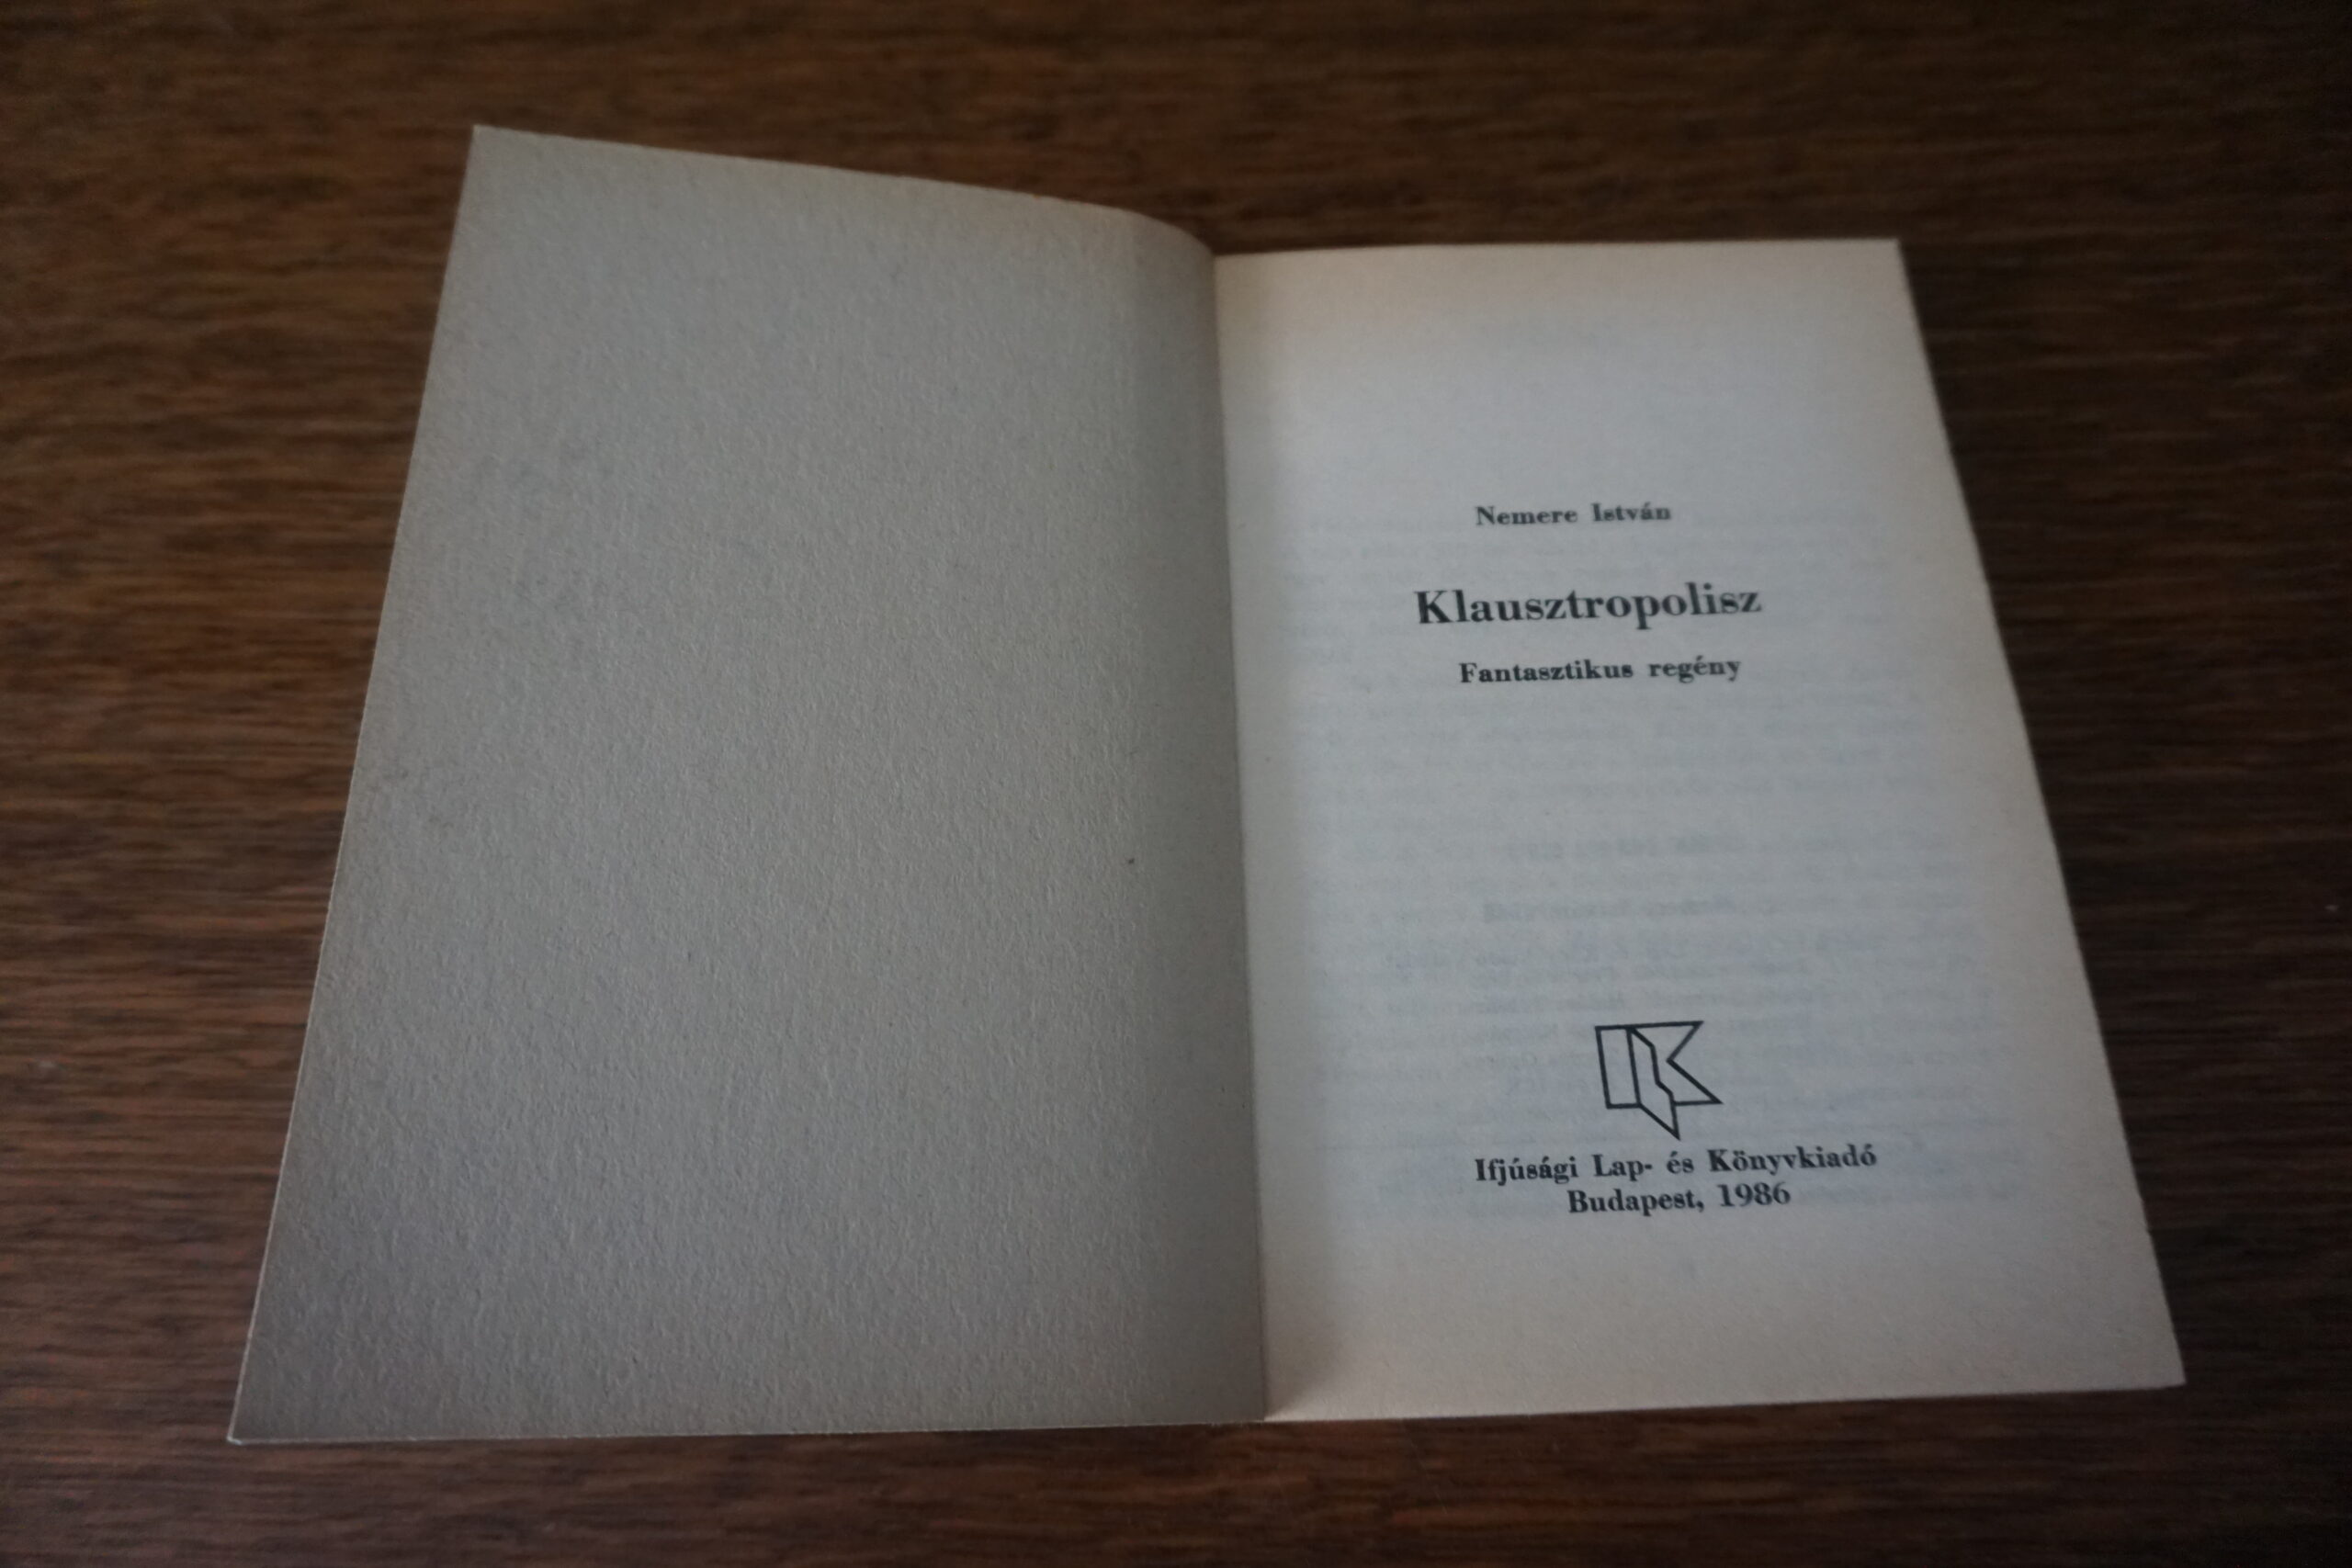 Nemere István
Klausztropolisz
Fantasztikus regény
Ifjúsági Lap- és Könyvkiadó
Budapest, 1986